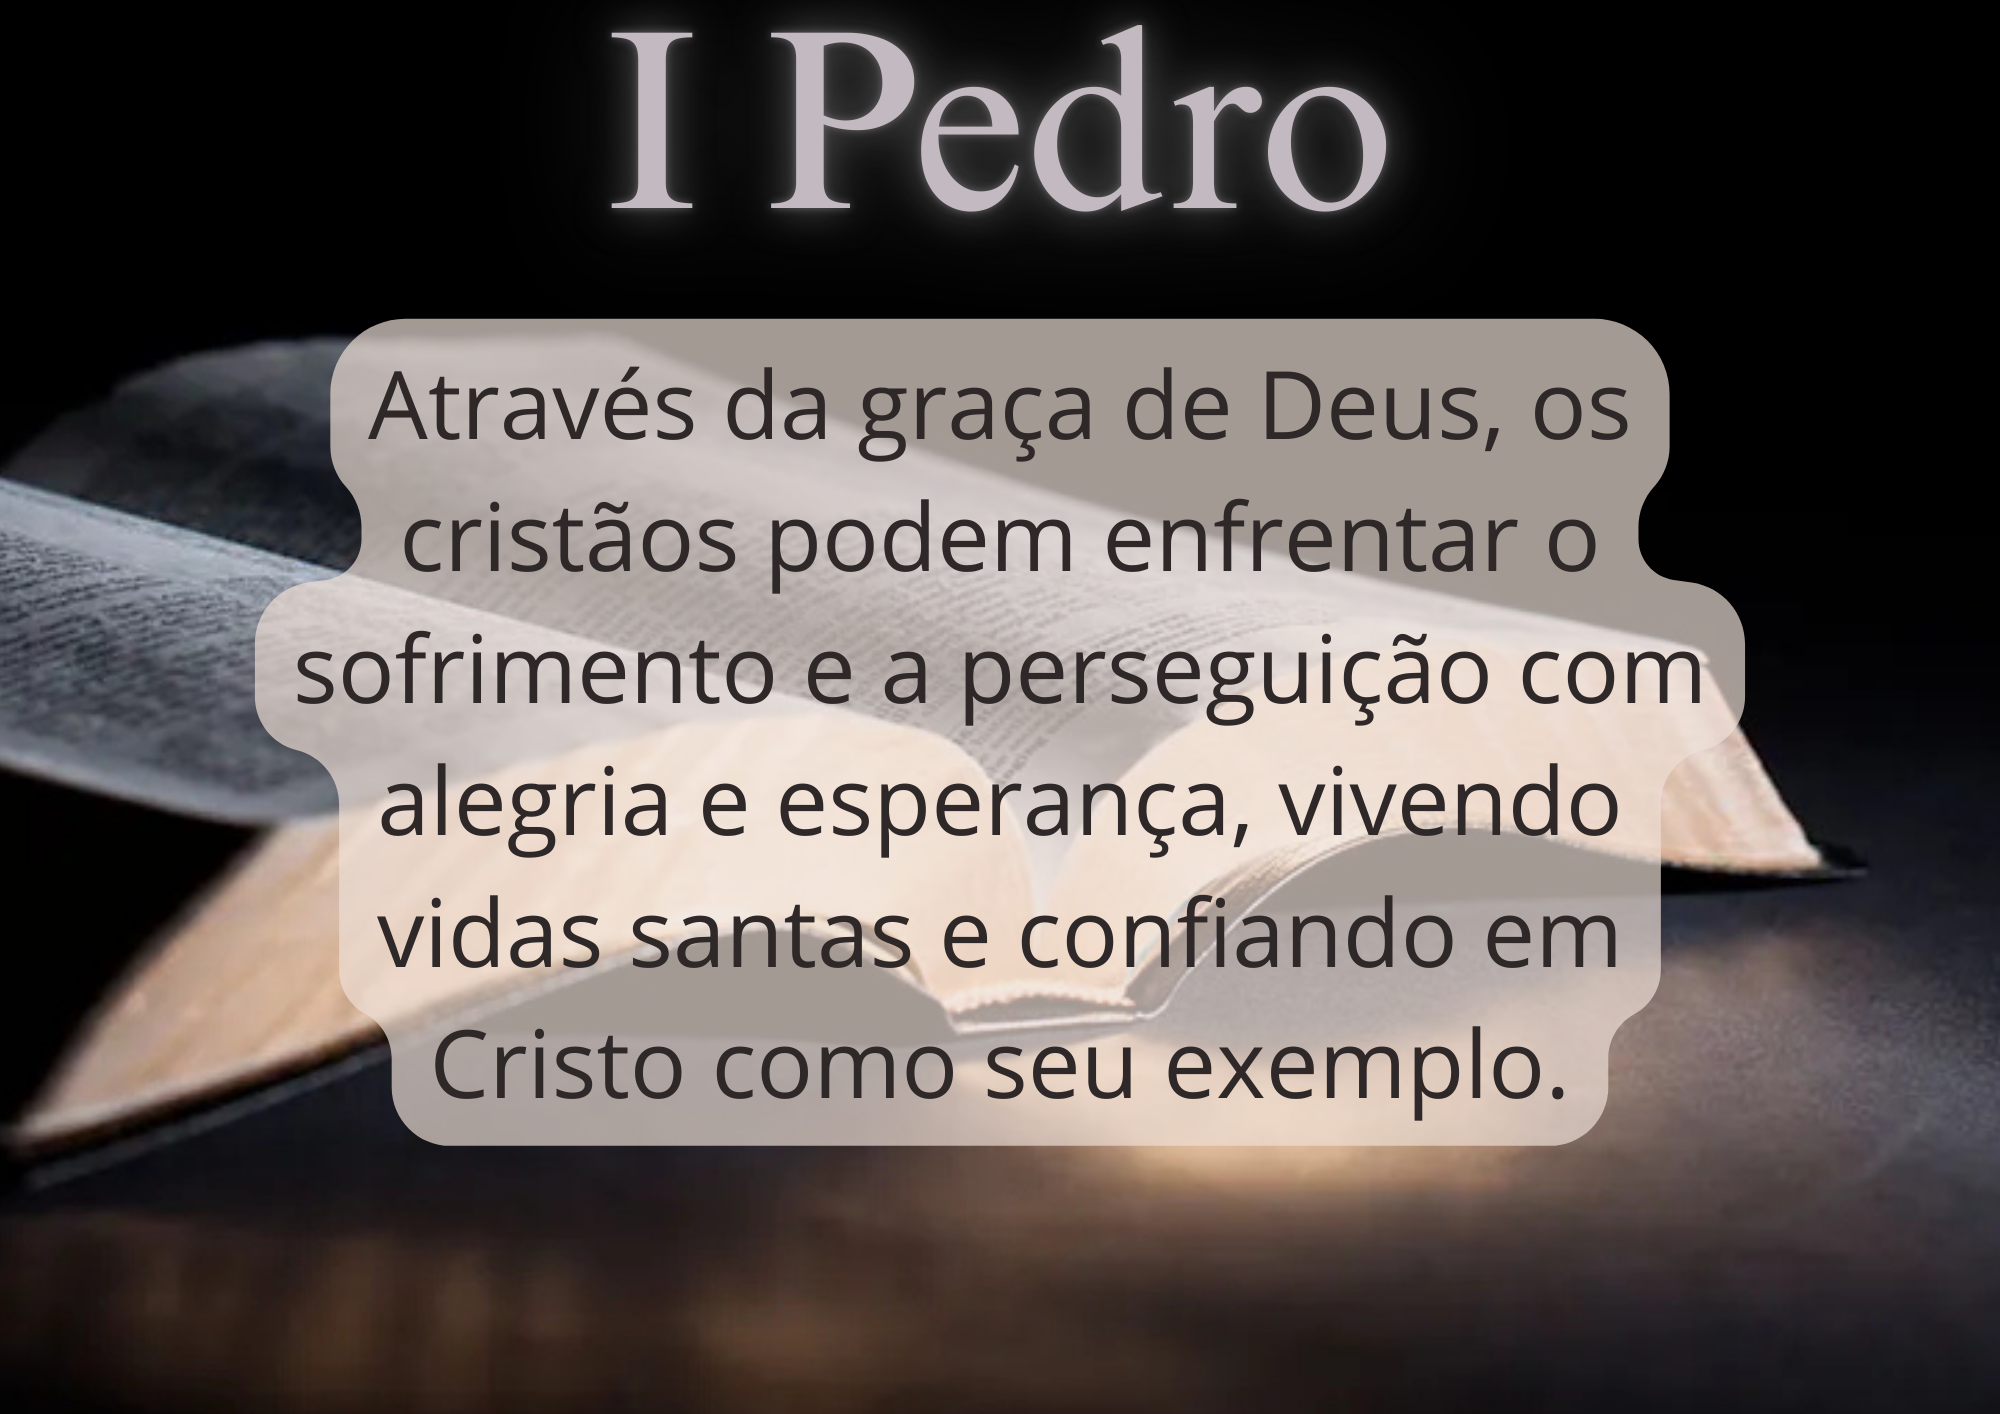 I Pedro
Através da graça de Deus, os
cristãos podem enfrentar o
sofrimento e a perseguição com
alegria e esperança, vivendo
vidas santas e confiando em
Cristo como seu exemplo.